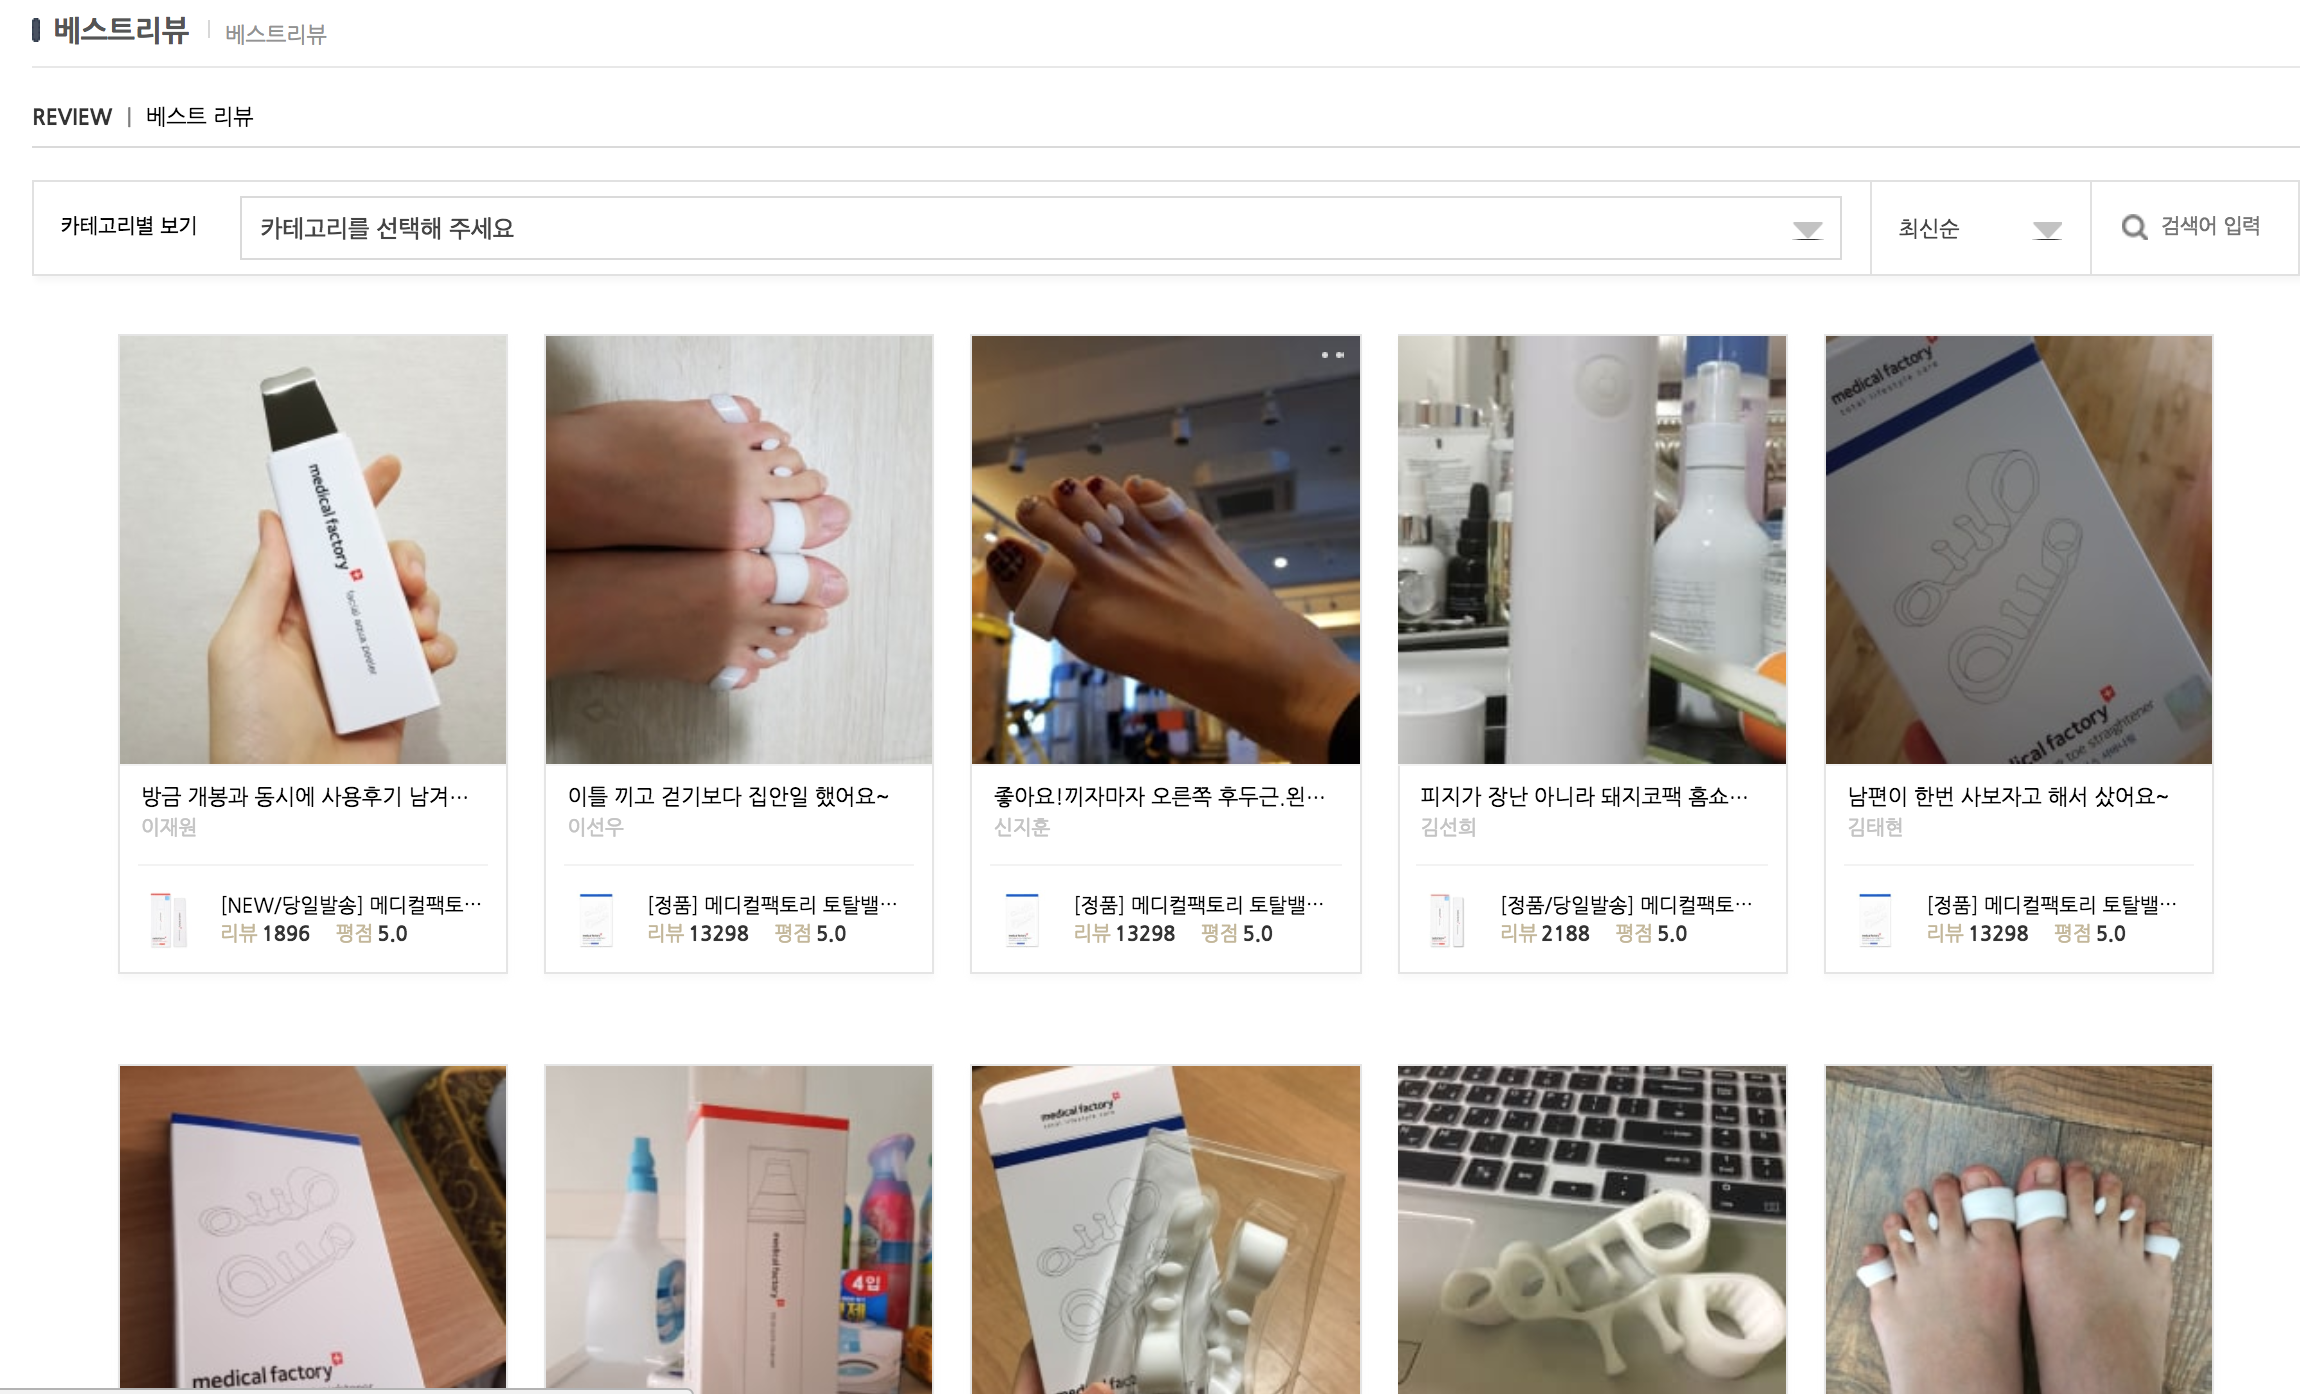 베스트리뷰 베스트리뷰
REVIEW | 베스트 리뷰
카테고리별 보기 카테고리를 선택해 주세요 최신순 검색어 입력
medical factory
facial aqua peeler
medical factory
total lifestyle care
dical factory
toe straightener
방금 개봉과 동시에 사용후기 남겨…
이재원
[NEW/당일발송] 메디컬팩토…
리뷰 1896 평점 5.0
이틀 끼고 걷기보다 집안일 했어요~
이선우
[정품] 메디컬팩토리 토탈밸…
리뷰 13298 평점 5.0
좋아요!끼자마자 오른쪽 후두근.왼…
신지훈
[정품] 메디컬팩토리 토탈밸…
리뷰 13298 평점 5.0
피지가 장난 아니라 돼지코팩 홈쇼…
김선희
[정품/당일발송] 메디컬팩토…
리뷰 2188 평점 5.0
남편이 한번 사보자고 해서 샀어요~
김태현
[정품] 메디컬팩토리 토탈밸…
리뷰 13298 평점 5.0
medical factory
medical factory
4입
medical factory
total lifestyle care